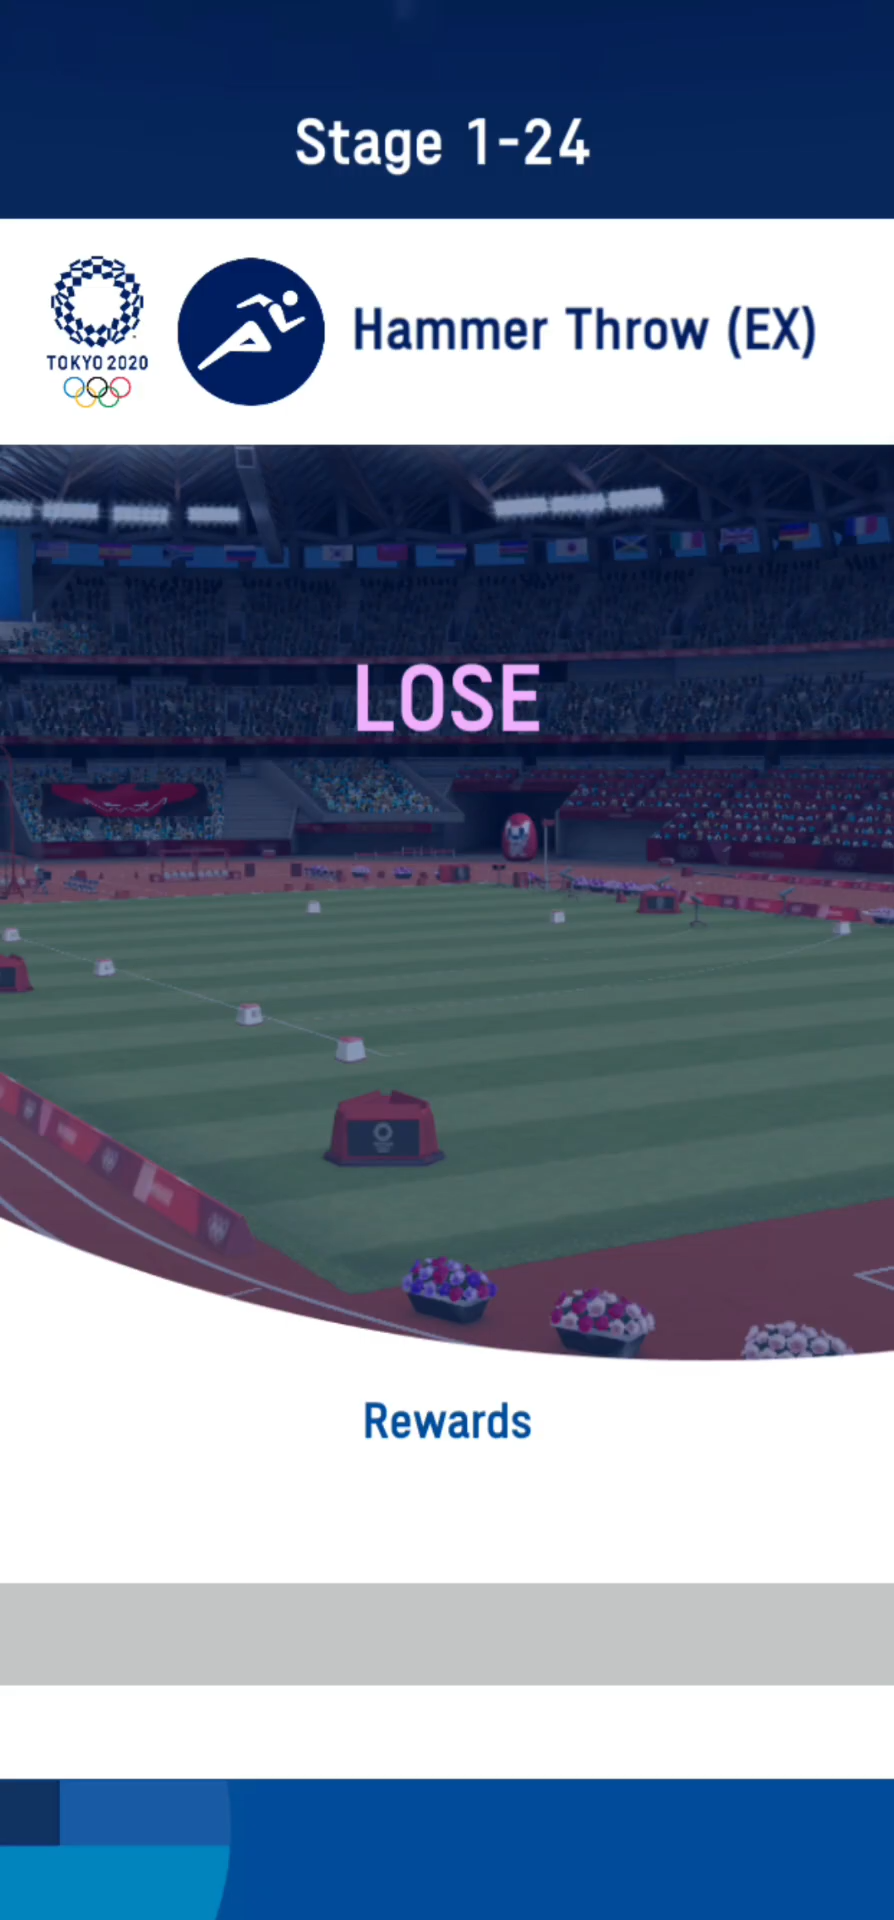 Stage 1-24
TOKYO 2020
Hammer Throw (EX)
LOSE
Rewards